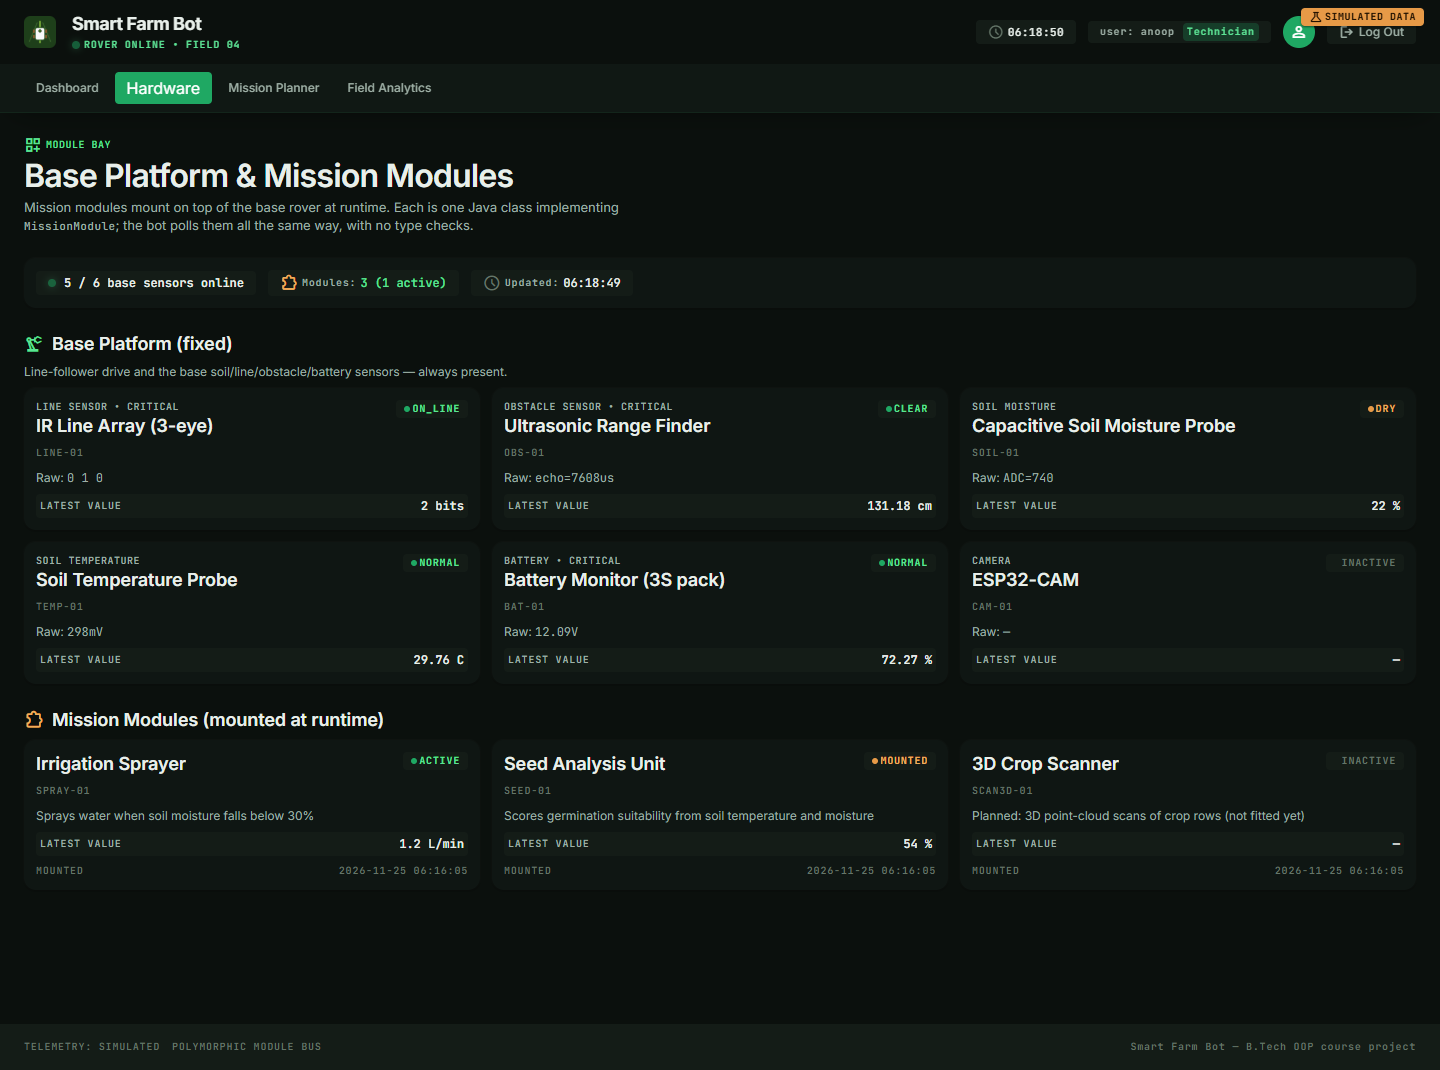 Smart Farm Bot
ROVER ONLINE • FIELD 04
06:18:50
user: anoop Technician
SIMULATED DATA
Log Out
Dashboard
Hardware
Mission Planner
Field Analytics
MODULE BAY
Base Platform & Mission Modules
Mission modules mount on top of the base rover at runtime. Each is one Java class implementing
MissionModule; the bot polls them all the same way, with no type checks.
5 / 6 base sensors online
Modules: 3 (1 active)
Updated: 06:18:49
Base Platform (fixed)
Line-follower drive and the base soil/line/obstacle/battery sensors — always present.
LINE SENSOR • CRITICAL
ON_LINE
IR Line Array (3-eye)
LINE-01
Raw: 0 1 0
LATEST VALUE
2 bits
OBSTACLE SENSOR • CRITICAL
CLEAR
Ultrasonic Range Finder
OBS-01
Raw: echo=7608us
LATEST VALUE
131.18 cm
SOIL MOISTURE
DRY
Capacitive Soil Moisture Probe
SOIL-01
Raw: ADC=740
LATEST VALUE
22 %
SOIL TEMPERATURE
NORMAL
Soil Temperature Probe
TEMP-01
Raw: 298mV
LATEST VALUE
29.76 C
BATTERY • CRITICAL
NORMAL
Battery Monitor (3S pack)
BAT-01
Raw: 12.09V
LATEST VALUE
72.27 %
CAMERA
INACTIVE
ESP32-CAM
CAM-01
Raw: —
LATEST VALUE
—
Mission Modules (mounted at runtime)
Irrigation Sprayer
ACTIVE
SPRAY-01
Sprays water when soil moisture falls below 30%
LATEST VALUE
1.2 L/min
MOUNTED
2026-11-25 06:16:05
Seed Analysis Unit
MOUNTED
SEED-01
Scores germination suitability from soil temperature and moisture
LATEST VALUE
54 %
MOUNTED
2026-11-25 06:16:05
3D Crop Scanner
INACTIVE
SCAN3D-01
Planned: 3D point-cloud scans of crop rows (not fitted yet)
LATEST VALUE
—
MOUNTED
2026-11-25 06:16:05
TELEMETRY: SIMULATED
POLYMORPHIC MODULE BUS
Smart Farm Bot — B.Tech OOP course project